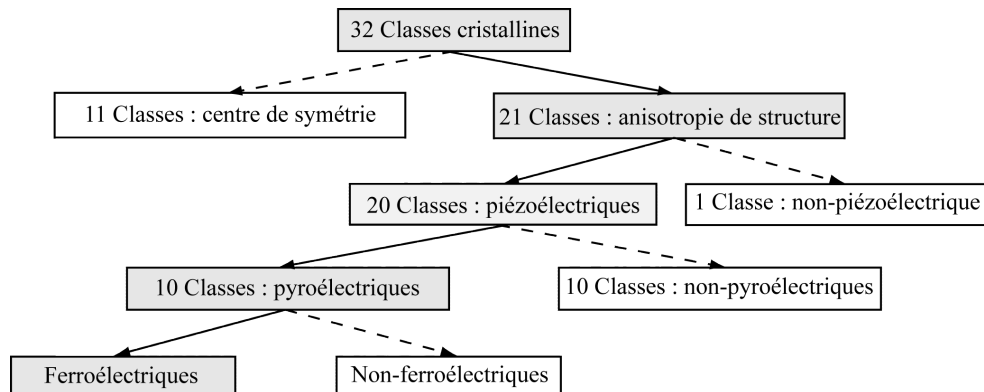 32 Classes cristallines
11 Classes : centre de symétrie
21 Classes : anisotropie de structure
20 Classes : piézoélectriques
1 Classe : non-piézoélectrique
10 Classes : pyroélectriques
10 Classes : non-pyroélectriques
Ferroélectriques
Non-ferroélectriques